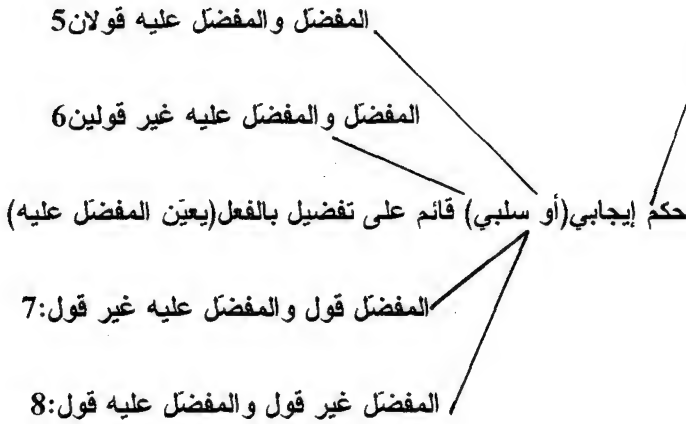 المفضَل والمفضَل عليه قولان5
المفضَل والمفضَل عليه غير قولين6
حكم إيجابي(أو سلبي) قائم على تفضيل بالفعل(يعيَن المفضَل عليه)
المفضَل قول والمفضَل عليه غير قول:7
المفضَل غير قول والمفضَل عليه قول:8